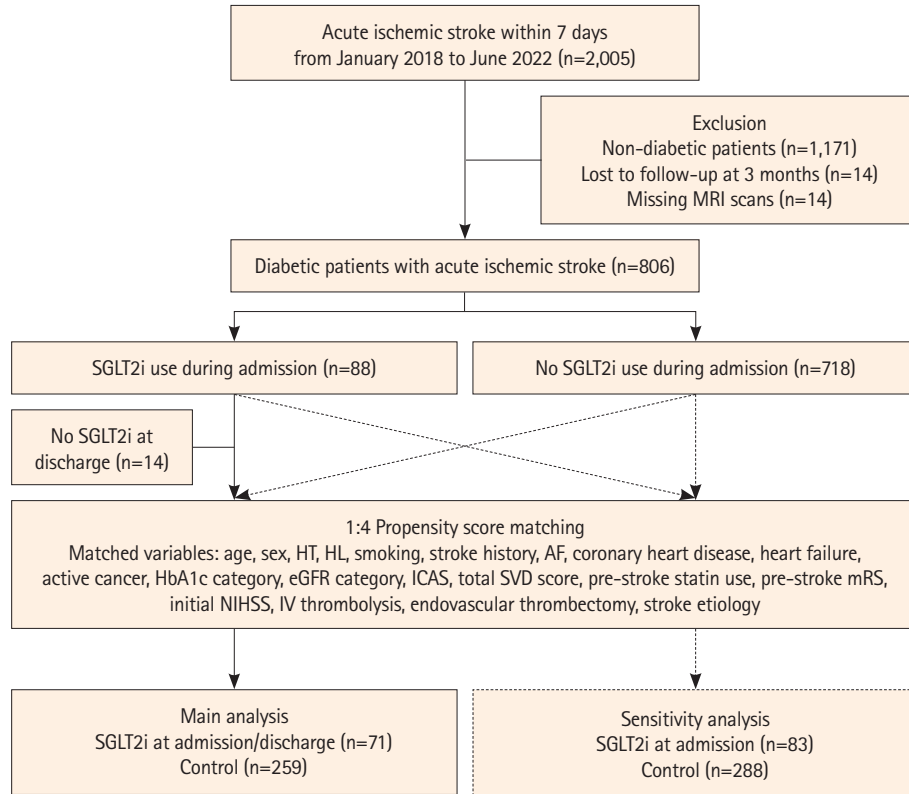 Acute ischemic stroke within 7 days
from January 2018 to June 2022 (n=2,005)
Exclusion
Non-diabetic patients (n=1,171)
Lost to follow-up at 3 months (n=14)
Missing MRI scans (n=14)
Diabetic patients with acute ischemic stroke (n=806)
SGLT2i use during admission (n=88)
No SGLT2i use during admission (n=718)
No SGLT2i at
discharge (n=14)
1:4 Propensity score matching
Matched variables: age, sex, HT, HL, smoking, stroke history, AF, coronary heart disease, heart failure,
active cancer, HbA1c category, eGFR category, ICAS, total SVD score, pre-stroke statin use, pre-stroke mRS,
initial NIHSS, IV thrombolysis, endovascular thrombectomy, stroke etiology
Main analysis
SGLT2i at admission/discharge (n=71)
Control (n=259)
Sensitivity analysis
SGLT2i at admission (n=83)
Control (n=288)